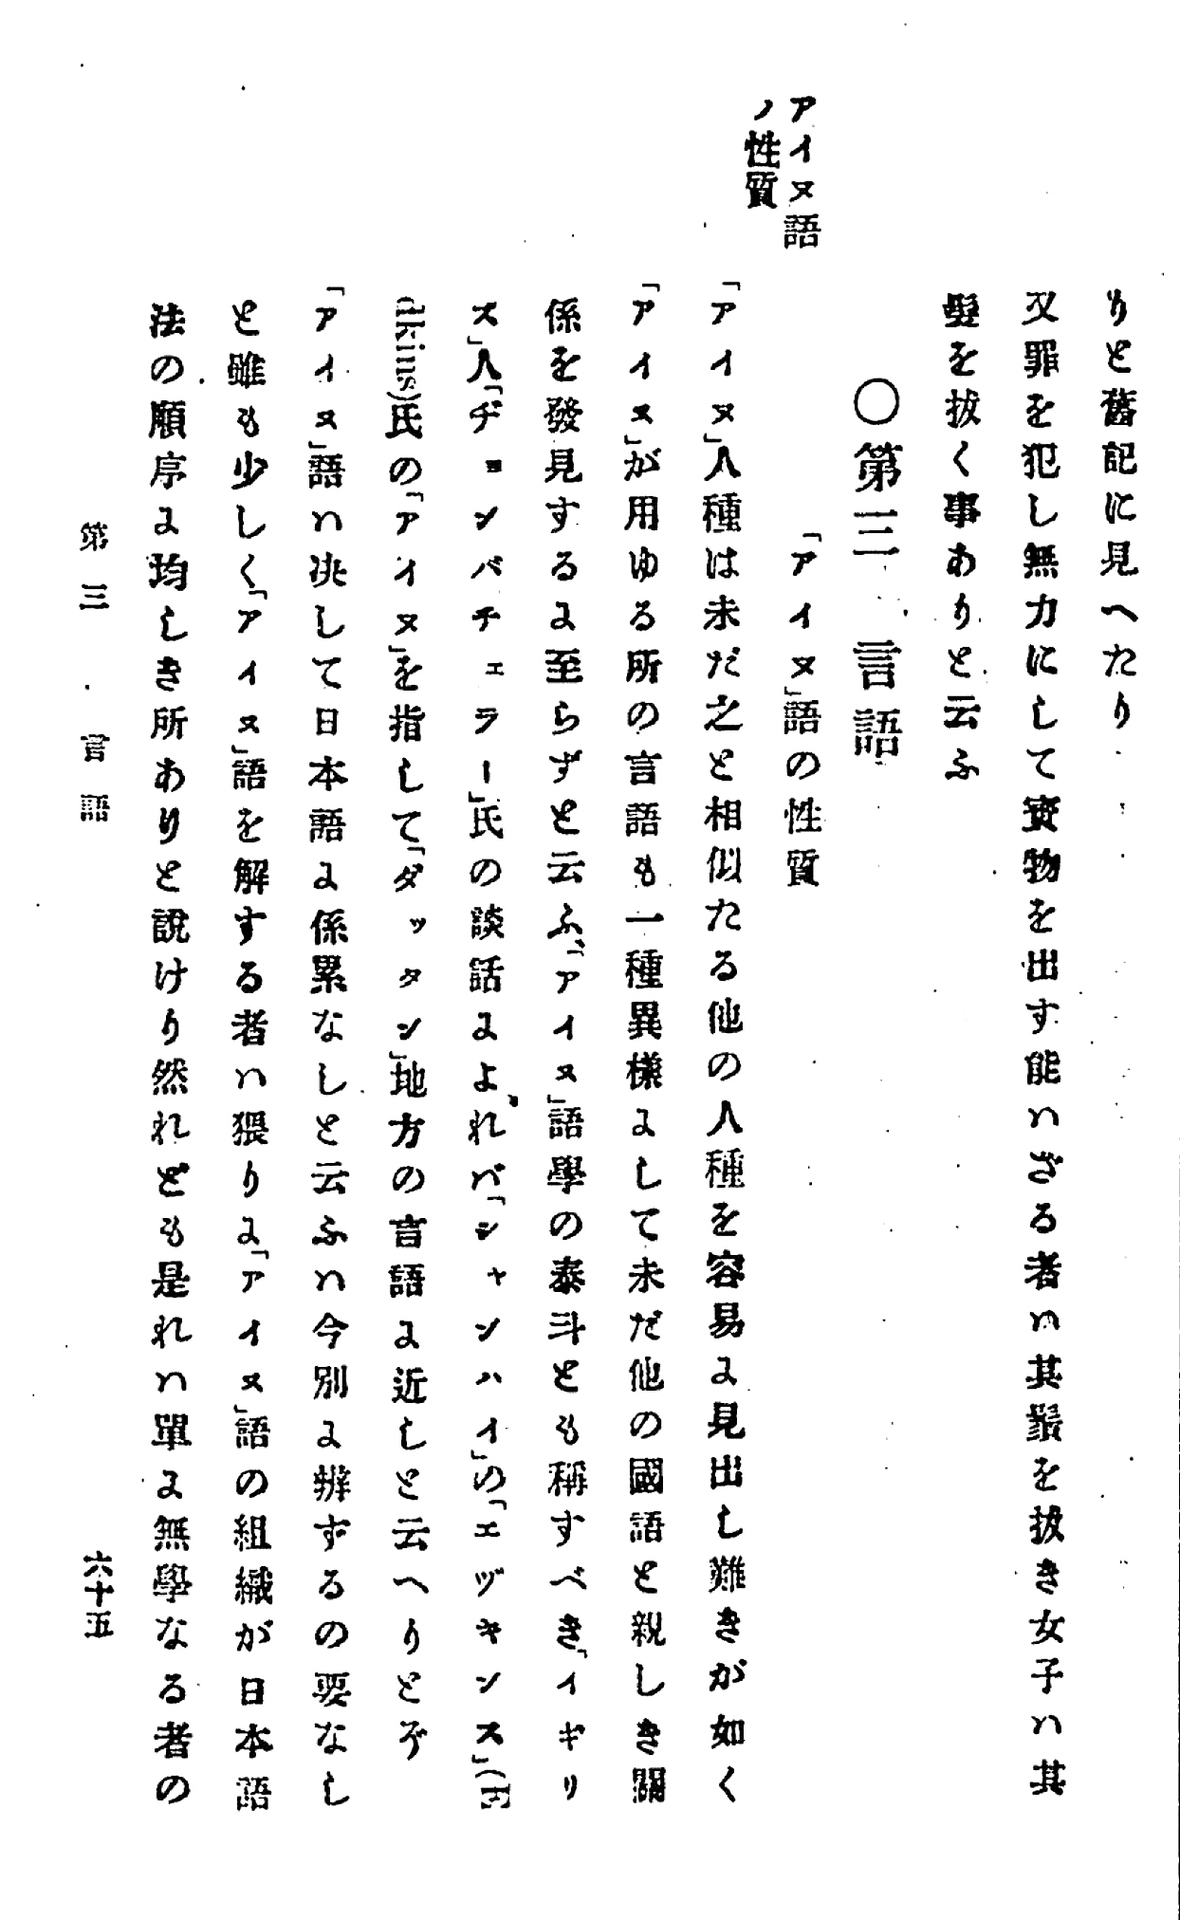 りと舊記に見へたり
又罪を犯し無力にして寳物を出す能ハざる者ハ其鬚を拔き女子ハ其
髮を拔く事ありと云ふ
○第三 言語
アイヌ語
ノ性質
「アイヌ」語の性質
「アイヌ」人種は未だ之と相似たる他の人種を容易に見出し難きが如く
「アイヌ」が用ゆる所の言語も一種異樣にして未だ他の國語と親しき關
係を發見するに至らずと云ふ、「アイヌ」語學の泰斗とも稱すべき「イギリ
ス」人「ヂョンバチェラー」氏の談話によれバ「シャンハイ」の「エヅキンス」(E
dkins)氏の「アイヌ」を指して「ダッタン」地方の言語に近しと云へりとぞ
「アイヌ」語ハ决して日本語に係累なしと云ふハ今別に辨ずるの要なし
と雖も少しく「アイヌ」語を解する者ハ猥りに「アイヌ」語の組織が日本語
法の順序に均しき所ありと說けり然れども是れハ單に無學なる者の
第三 言語
六十五